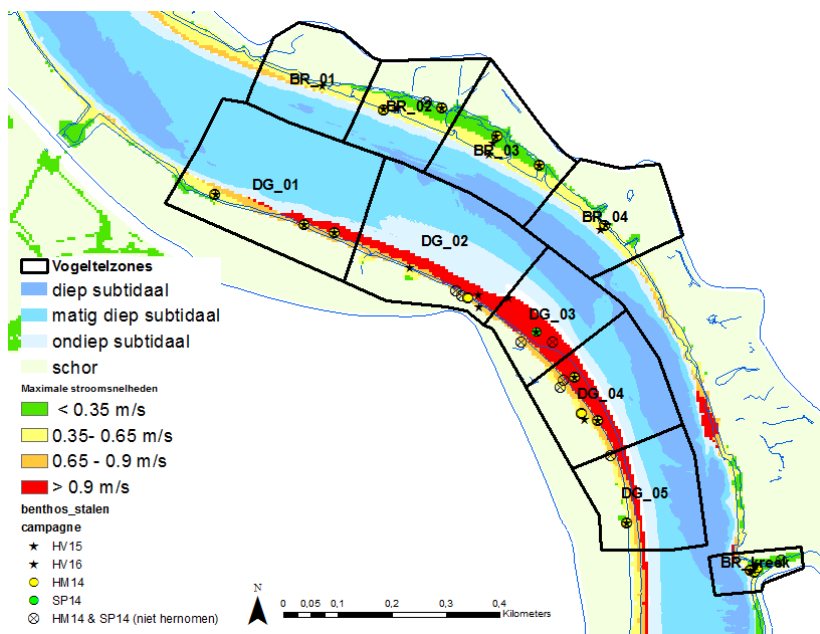 BR_01
BR_02
BR_03
DG_01
BR_04
DG_02
Vogeltelzones
diep subtidaal
matig diep subtidaal
ondiep subtidaal
schor
Maximale stroomsnelheden
< 0.35 m/s
0.35- 0.65 m/s
0.65 - 0.9 m/s
> 0.9 m/s
DG_03
DG_04
DG_05
BR_kreek
benthos_stalen
campagne
HV15
HV16
HM14
SP14
HM14 & SP14 (niet hernomen)
N
0 0,05 0,1 0,2 0,3 0,4
Kilometers